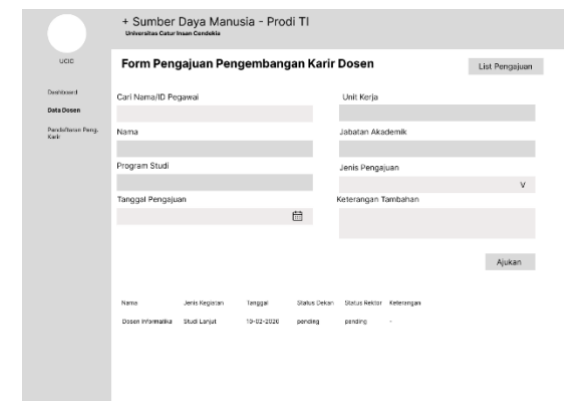 + Sumber Daya Manusia - Prodi TI
Universitas Catur Insan Cendekia
UCIC
Dashboard
Data Dosen
Pendaftaran Peng.
Karir
Form Pengajuan Pengembangan Karir Dosen
List Pengajuan
Cari Nama/ID Pegawai
Unit Kerja
Nama
Jabatan Akademik
Program Studi
Jenis Pengajuan
V
Tanggal Pengajuan
Keterangan Tambahan
Ajukan
Nama Jenis Kegiatan Tanggal Status Dekan Status Rektor Keterangan
Dosen Informatika Studi Lanjut 19-02-2026 pending pending -